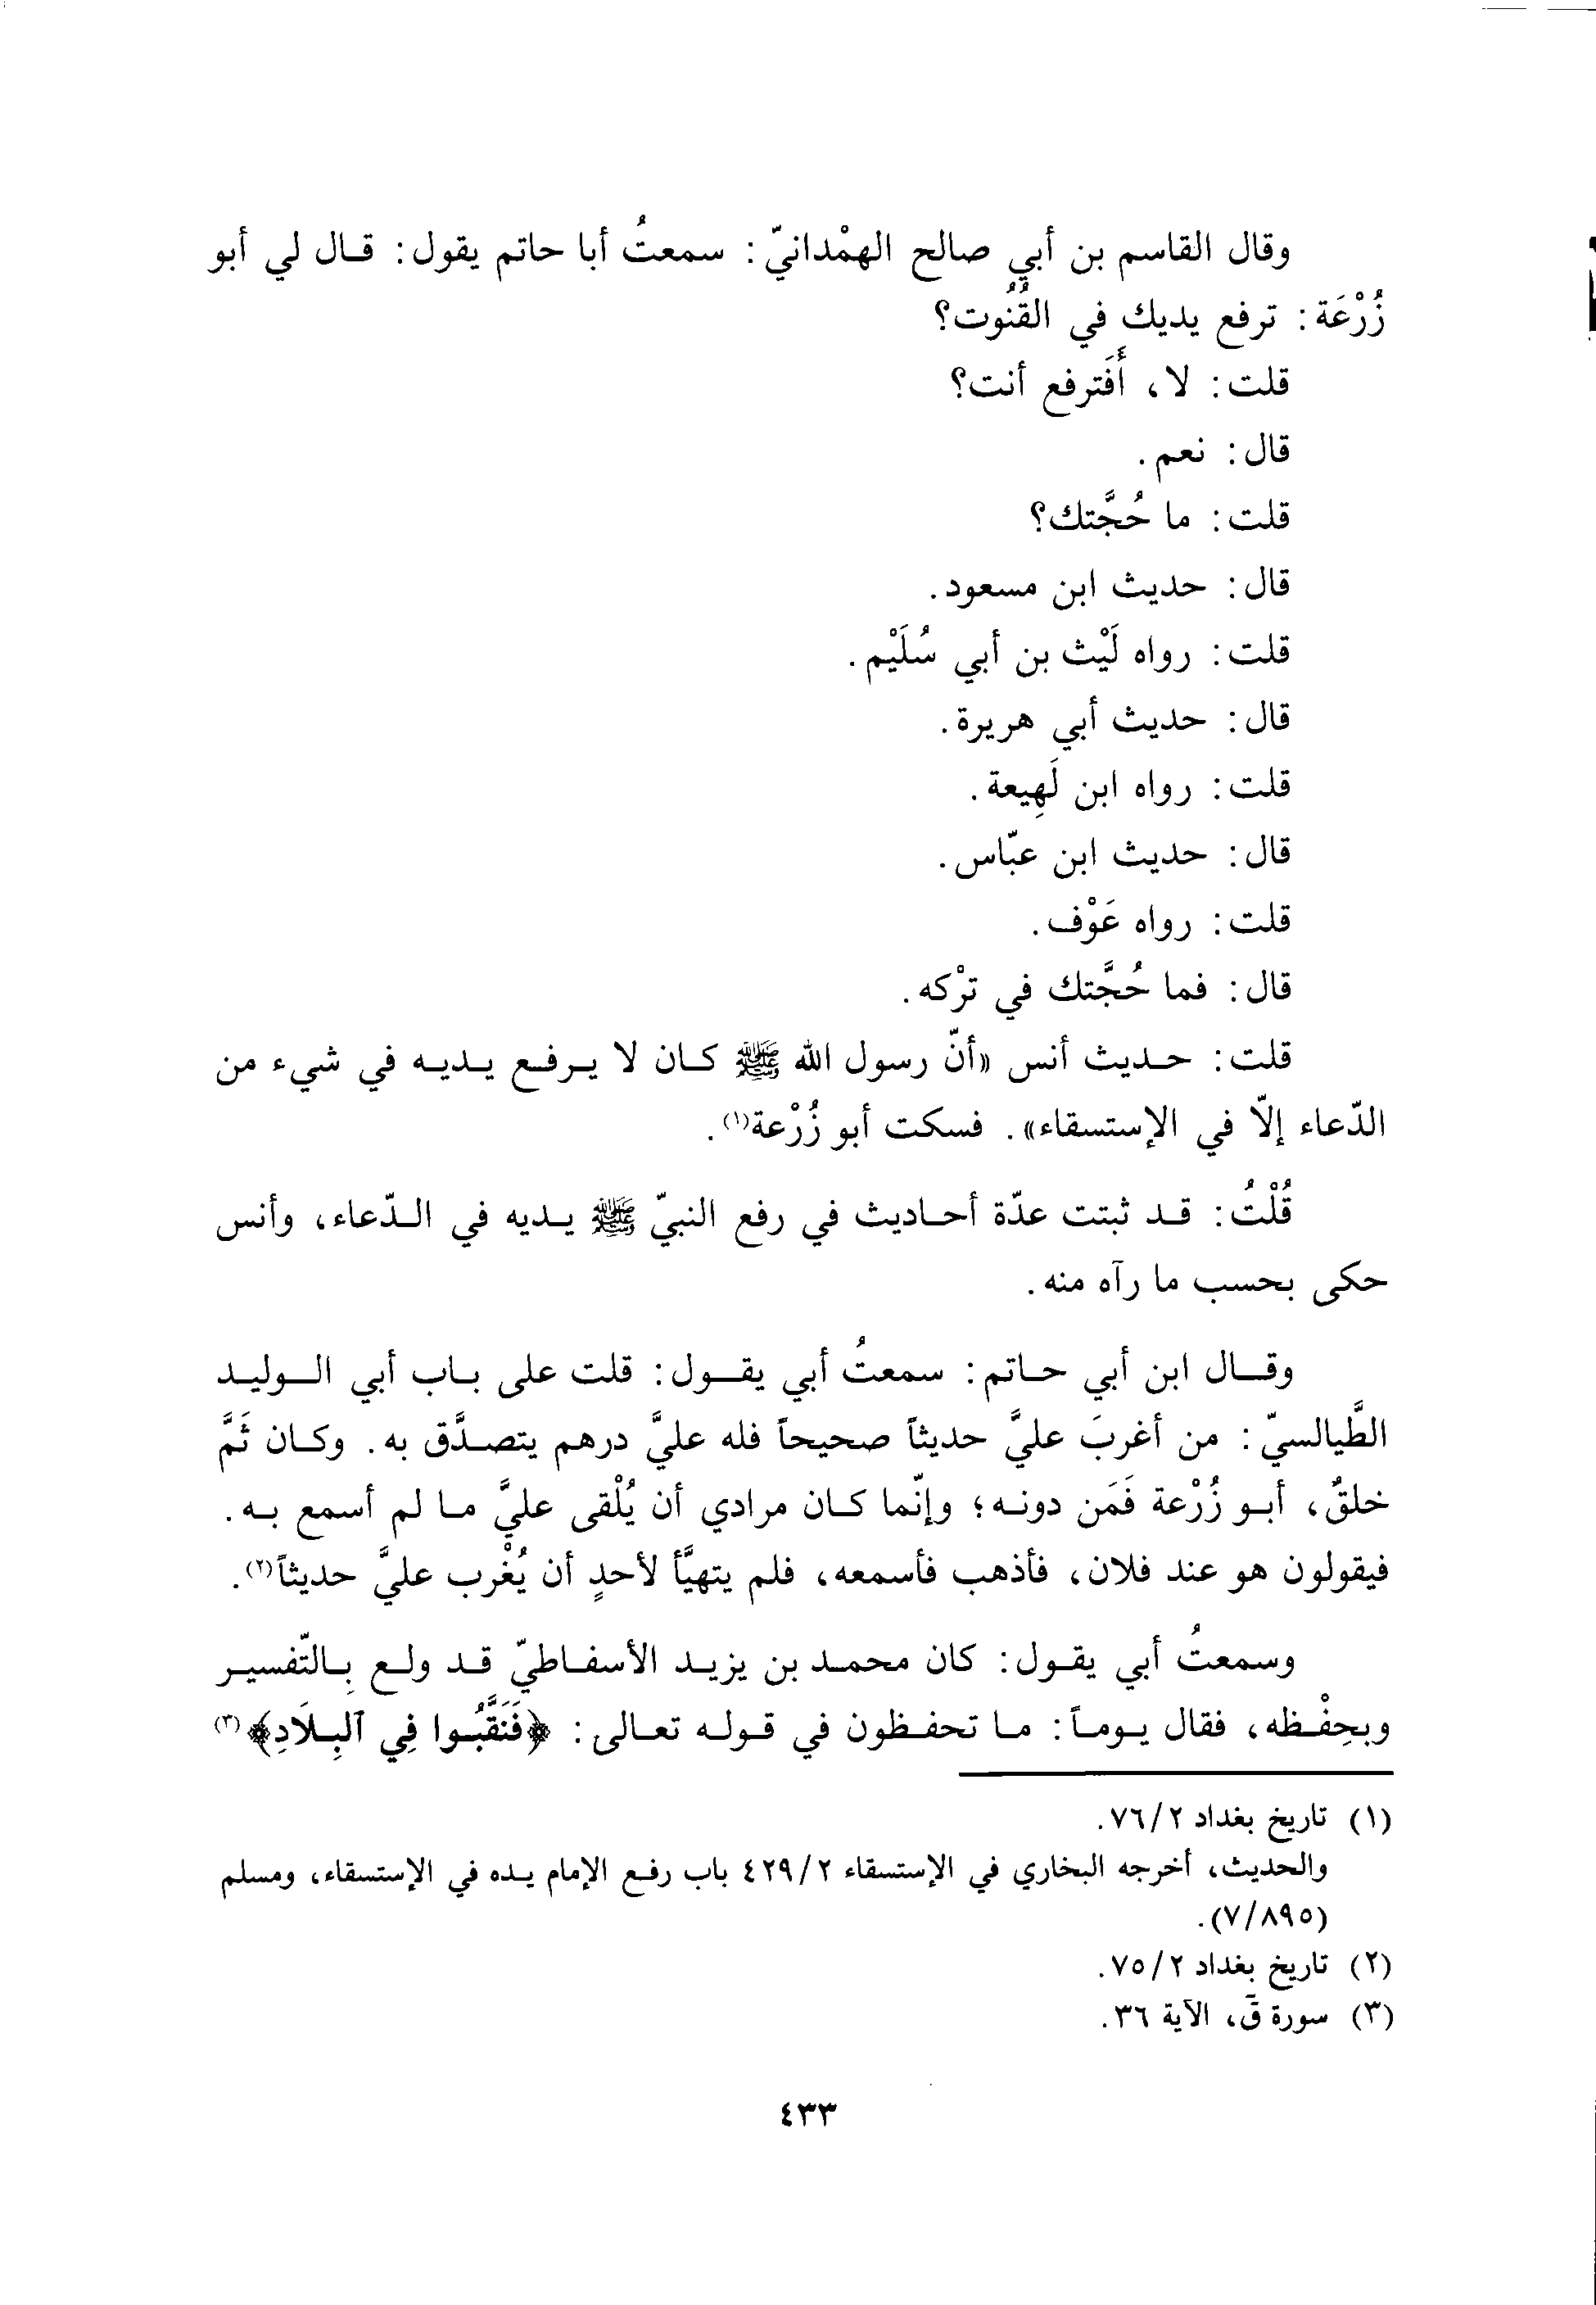 وقال القاسم بن أبي صالح الهمْدانيّ: سمعتُ أبا حاتم يقول: قال لي أبو
زُرْعَة: ترفع يديك في القُنُوت؟
قلت: لا، أَفَترفع أنت؟
قال: نعم.
قلت: ما حُجَّتك؟
قال: حديث ابن مسعود.
قلت: رواه لَيْث بن أبي سُلَيْم.
قال: حديث أبي هريرة.
قلت: رواه ابن لَهِيعة.
قال: حديث ابن عبّاس.
قلت: رواه عَوْف.
قال: فما حُجَّتك في ترْكه.
قلت: حديث أنس «أنّ رسول الله ﷺ كان لا يرفع يديه في شيء من
الدّعاء إلّا في الإستسقاء». فسكت أبو زُرْعة(١).
قُلْتُ: قد ثبتت عدّة أحاديث في رفع النبيّ ﷺ يديه في الدّعاء، وأنس
حكى بحسب ما رآه منه.
وقال ابن أبي حاتم: سمعتُ أبي يقول: قلت على باب أبي الوليد
الطَّيالسيّ: من أغربَ عليَّ حديثاً صحيحاً فله عليَّ درهم يتصدَّق به. وكان ثَمَّ
خلقٌ، أبو زُرْعة فَمَن دونه؛ وإنّما كان مرادي أن يُلْقى عليَّ ما لم أسمع به.
فيقولون هو عند فلان، فأذهب فأسمعه، فلم يتهيَّأ لأحدٍ أن يُغْرب عليَّ حديثاً(٢).
وسمعتُ أبي يقول: كان محمد بن يزيد الأسفاطيّ قد ولع بِالتّفسير
وبحِفْظه، فقال يوماً: ما تحفظون في قوله تعالى: ﴿فَنَقَّبُوا فِي ٱلبِلَادِ﴾(٣)
(١) تاريخ بغداد ٢/٧٦.
والحديث، أخرجه البخاري في الإستسقاء ٢/٤٢٩ باب رفع الإمام يده في الإستسقاء، ومسلم
(٧/٨٩٥).
(٢) تاريخ بغداد ٢/٧٥.
(٣) سورة قۤ، الآية ٣٦.
٤٣٣